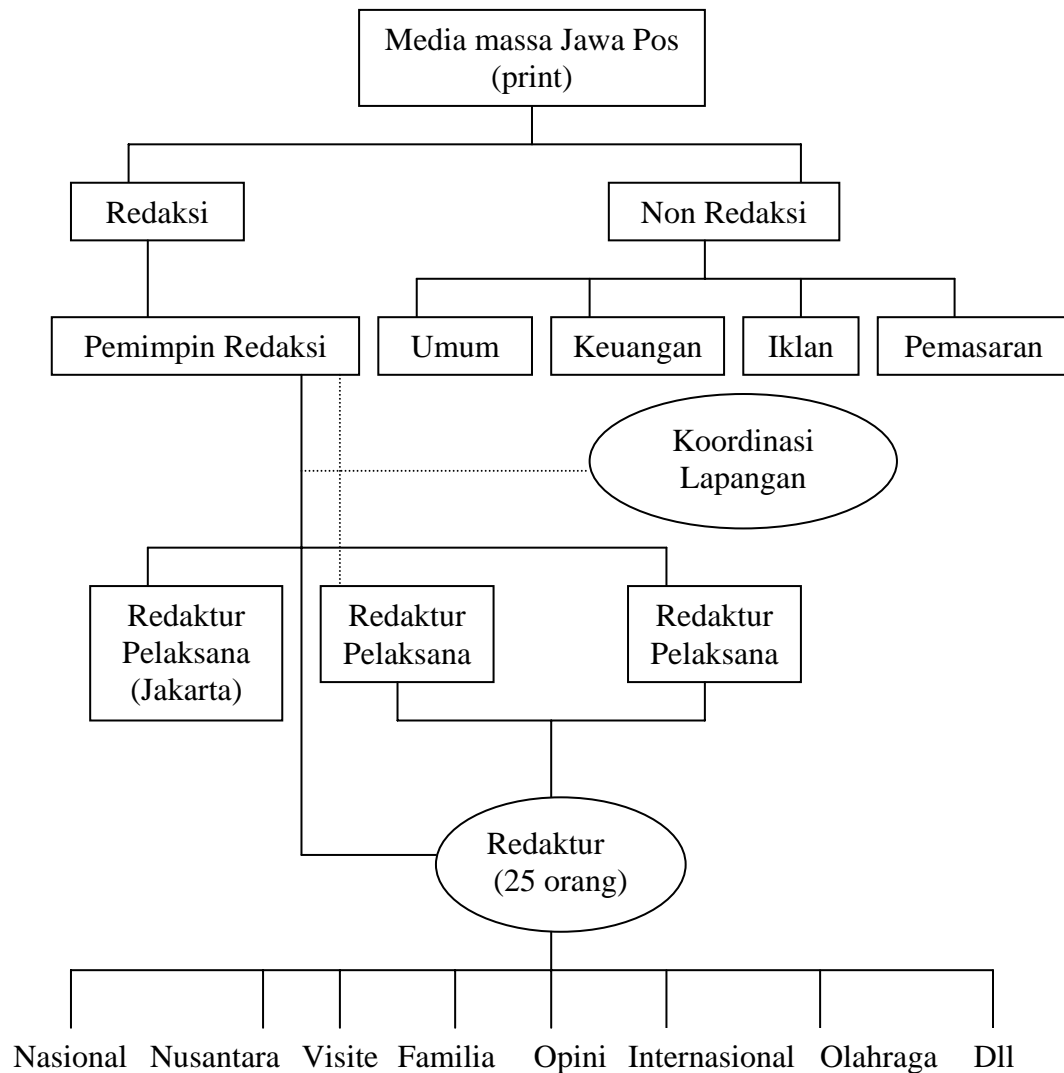 Media massa Jawa Pos
(print)
Redaksi
Non Redaksi
Pemimpin Redaksi
Umum
Keuangan
Iklan
Pemasaran
Koordinasi
Lapangan
Redaktur
Pelaksana
(Jakarta)
Redaktur
Pelaksana
Redaktur
Pelaksana
Redaktur
(25 orang)
Nasional
Nusantara
Visite
Familia
Opini
Internasional
Olahraga
Dll